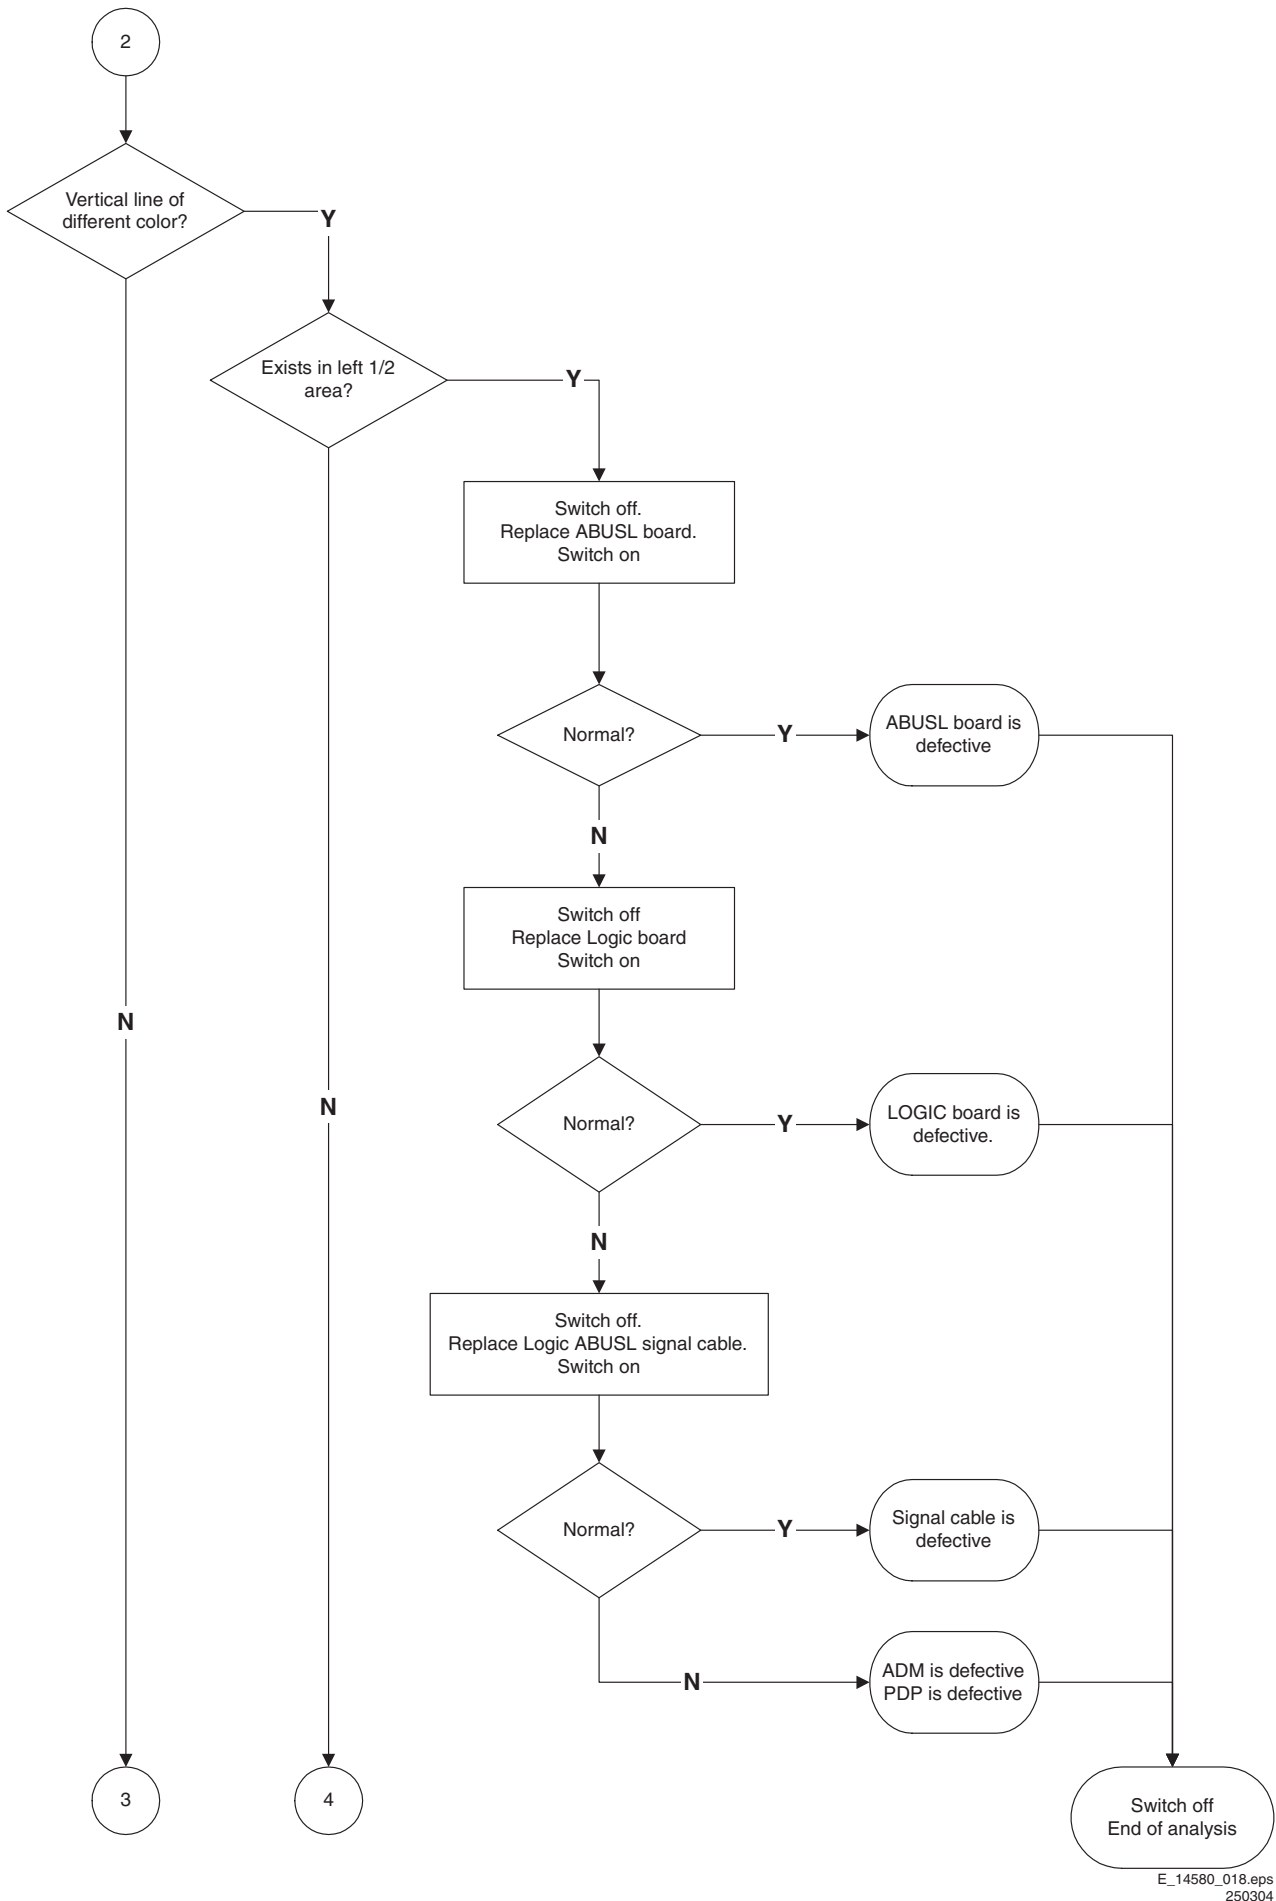 2
Vertical line of
different color?
Y
Exists in left 1/2
area?
Y
Switch off.
Replace ABUSL board.
Switch on
Normal?
Y
ABUSL board is
defective
N
Switch off
Replace Logic board
Switch on
N
N
Normal?
Y
LOGIC board is
defective.
N
Switch off.
Replace Logic ABUSL signal cable.
Switch on
Normal?
Y
Signal cable is
defective
N
ADM is defective
PDP is defective
3
4
Switch off
End of analysis
E_14580_018.eps
250304